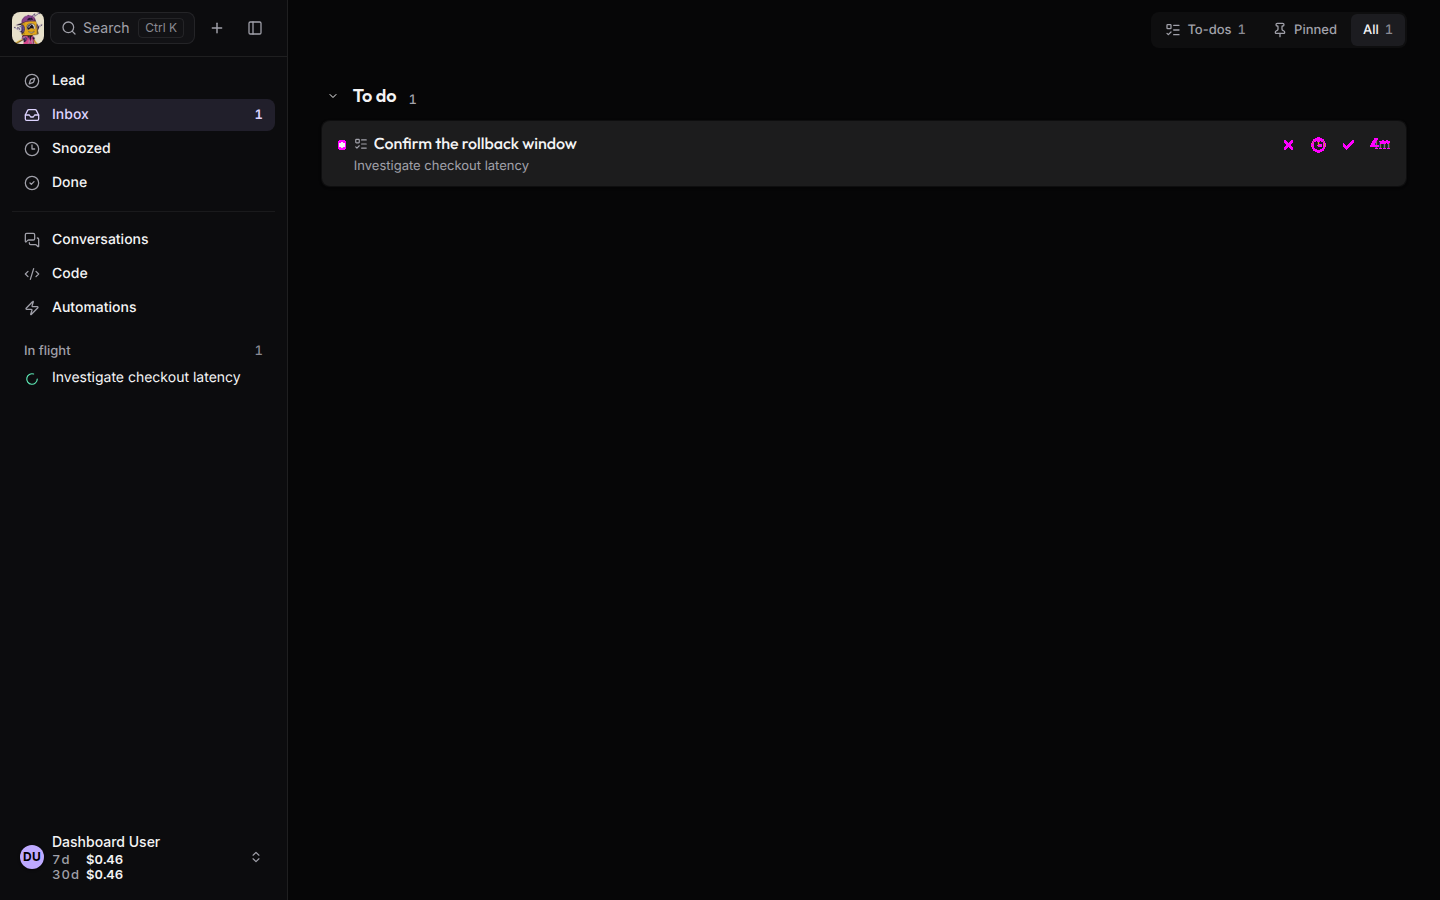 Search Ctrl K
To-dos 1 Pinned All 1
Lead
Inbox 1
Snoozed
Done
Conversations
Code
Automations
In flight 1
Investigate checkout latency
To do 1
Confirm the rollback window 4m
Investigate checkout latency
DU
Dashboard User
7d $0.46
30d $0.46